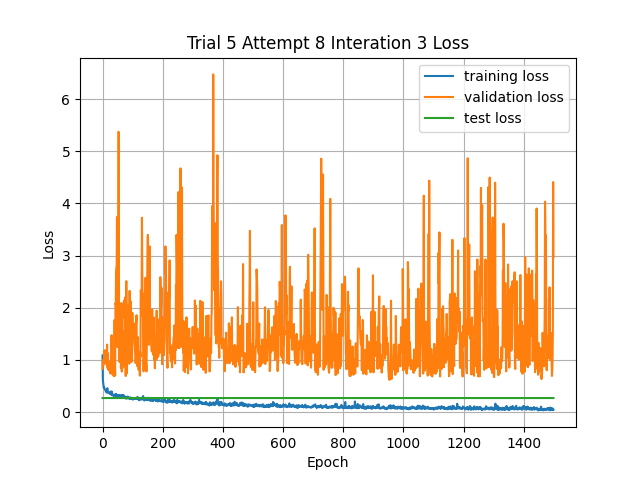 Trial 5 Attempt 8 Interation 3 Loss
training loss
validation loss
test loss
Loss
6
5
4
3
2
1
0
0 200 400 600 800 1000 1200 1400
Epoch